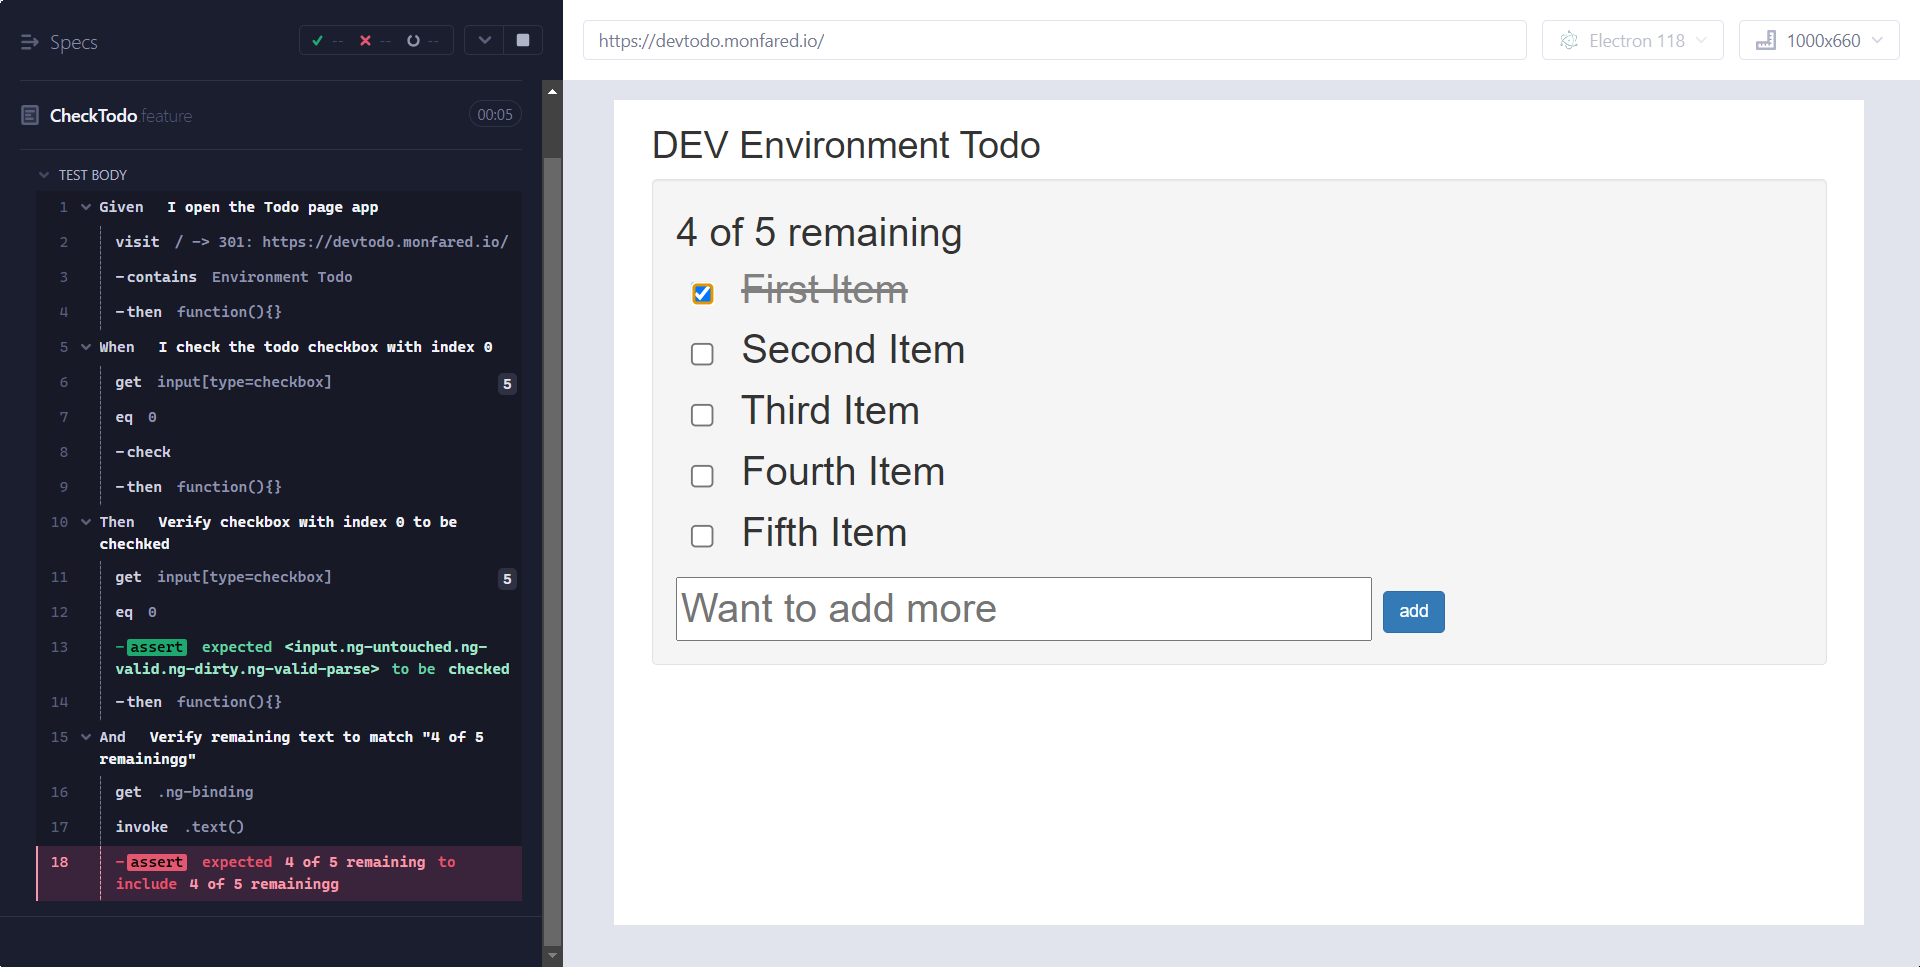 Specs
-- -- --
CheckTodo.feature 00:05
TEST BODY
1 Given I open the Todo page app
2 visit / -> 301: https://devtodo.monfared.io/
3 -contains Environment Todo
4 -then function(){}
5 When I check the todo checkbox with index 0
6 get input[type=checkbox] 5
7 eq 0
8 -check
9 -then function(){}
10 Then Verify checkbox with index 0 to be
chechked
11 get input[type=checkbox] 5
12 eq 0
13 -assert expected <input.ng-untouched.ng-
valid.ng-dirty.ng-valid-parse> to be checked
14 -then function(){}
15 And Verify remaining text to match "4 of 5
remainingg"
16 get .ng-binding
17 invoke .text()
18 -assert expected 4 of 5 remaining to
include 4 of 5 remainingg
https://devtodo.monfared.io/ Electron 118 1000x660
DEV Environment Todo
4 of 5 remaining
First Item
Second Item
Third Item
Fourth Item
Fifth Item
Want to add more add